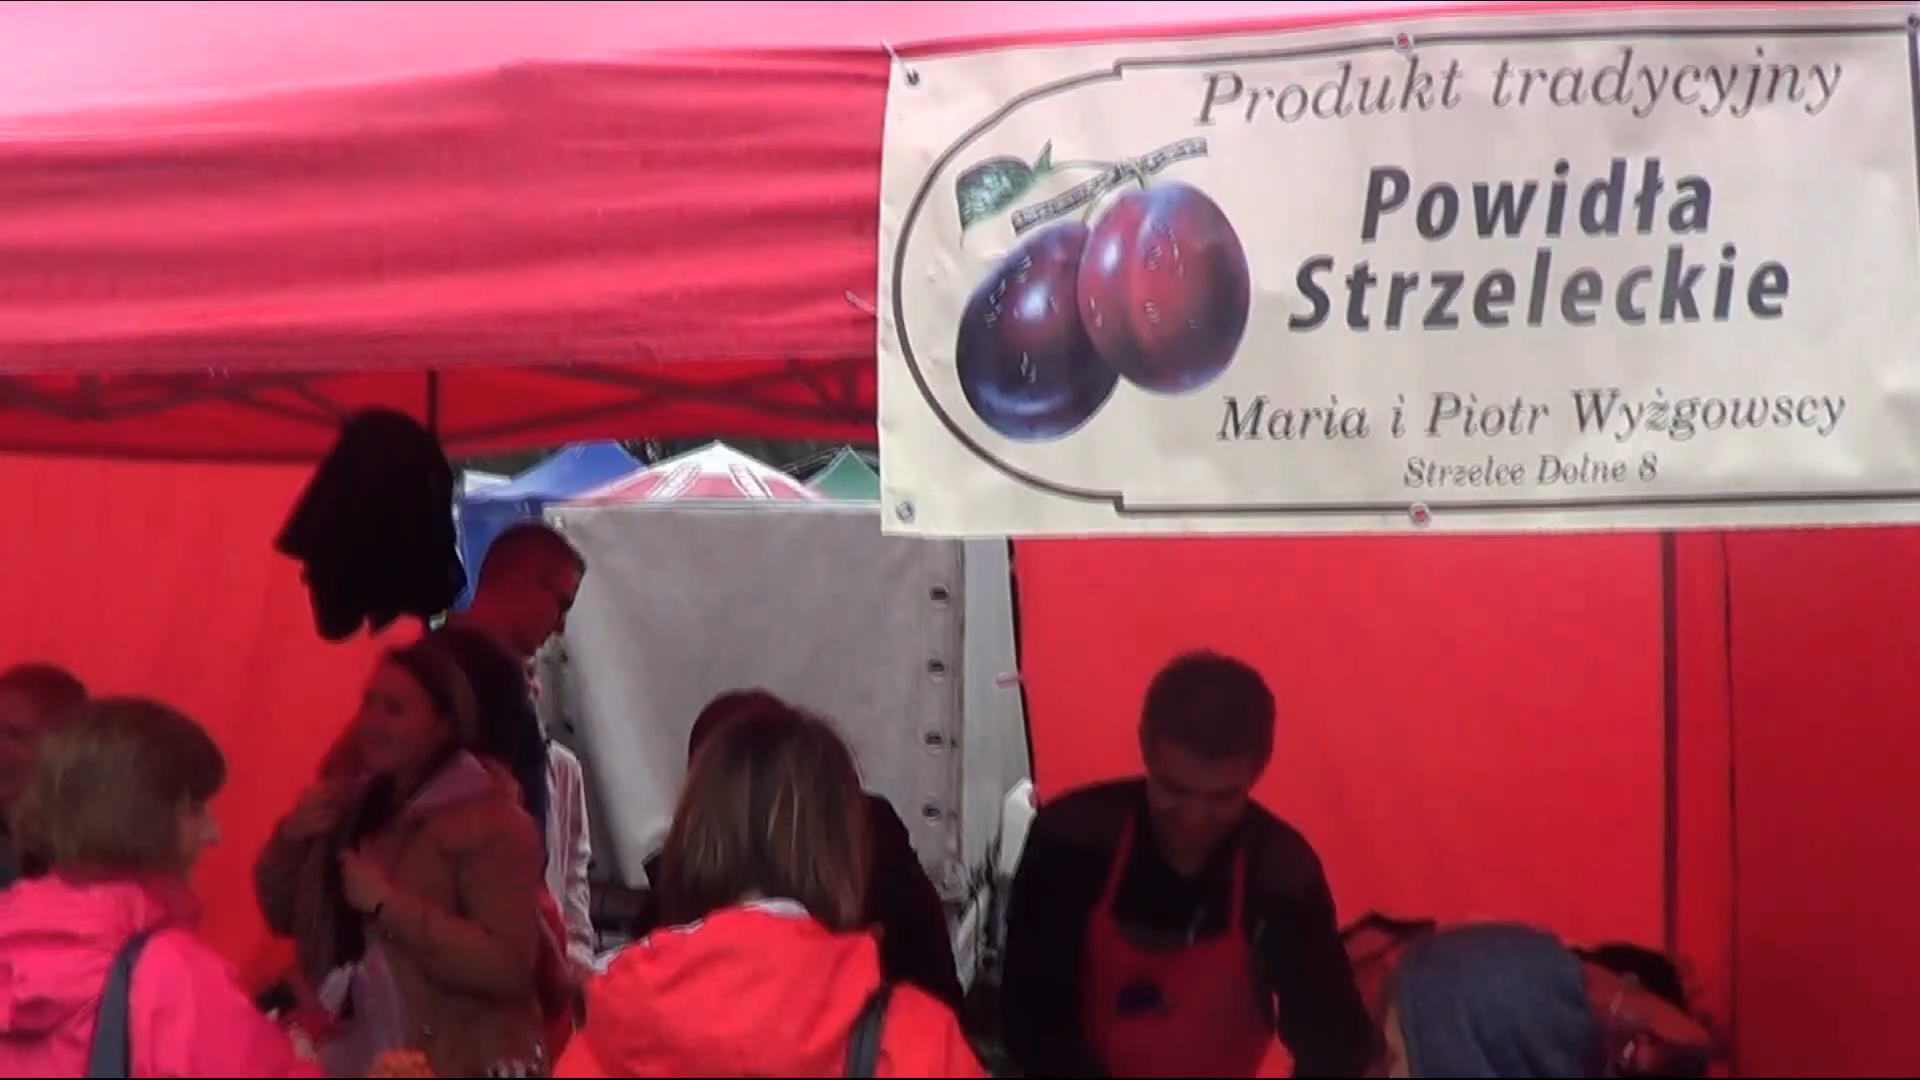 Produkt tradycyjny
Powidła
Strzeleckie
Maria i Piotr Wyżgowscy
Strzelce Dolne 8